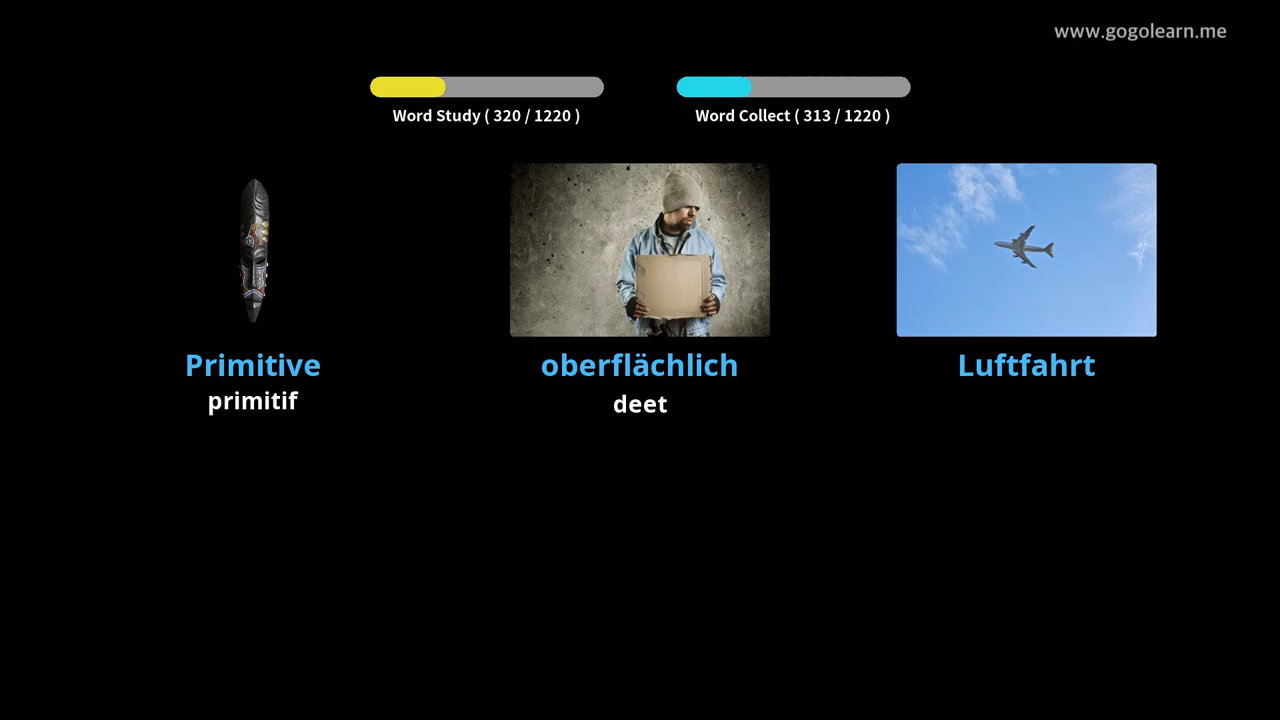 www.gogolearn.me
Word Study ( 320 / 1220 )
Word Collect ( 313 / 1220 )
Primitive
primitif
oberflächlich
deet
Luftfahrt